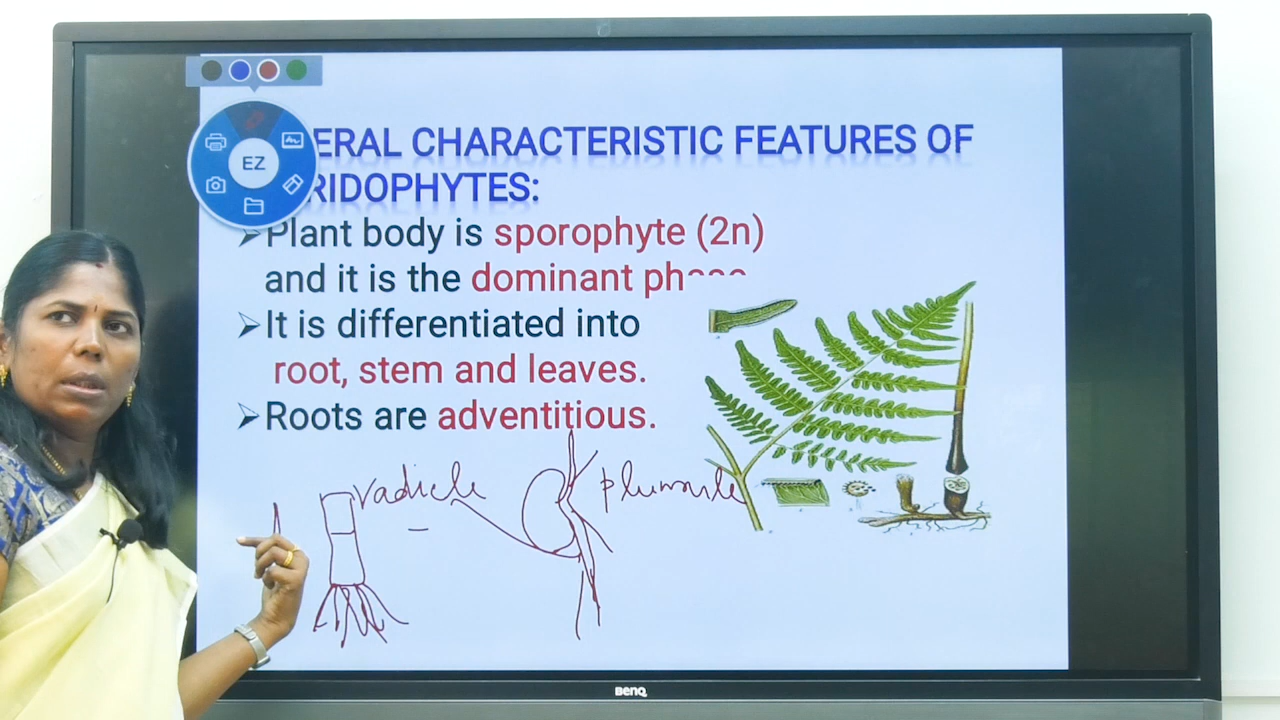 EZ
ERAL CHARACTERISTIC FEATURES OF
RIDOPHYTES:
➢Plant body is sporophyte (2n)
and it is the dominant
➢It is differentiated into
root, stem and leaves.
➢Roots are adventitious.
radicle
plumule
BenQ